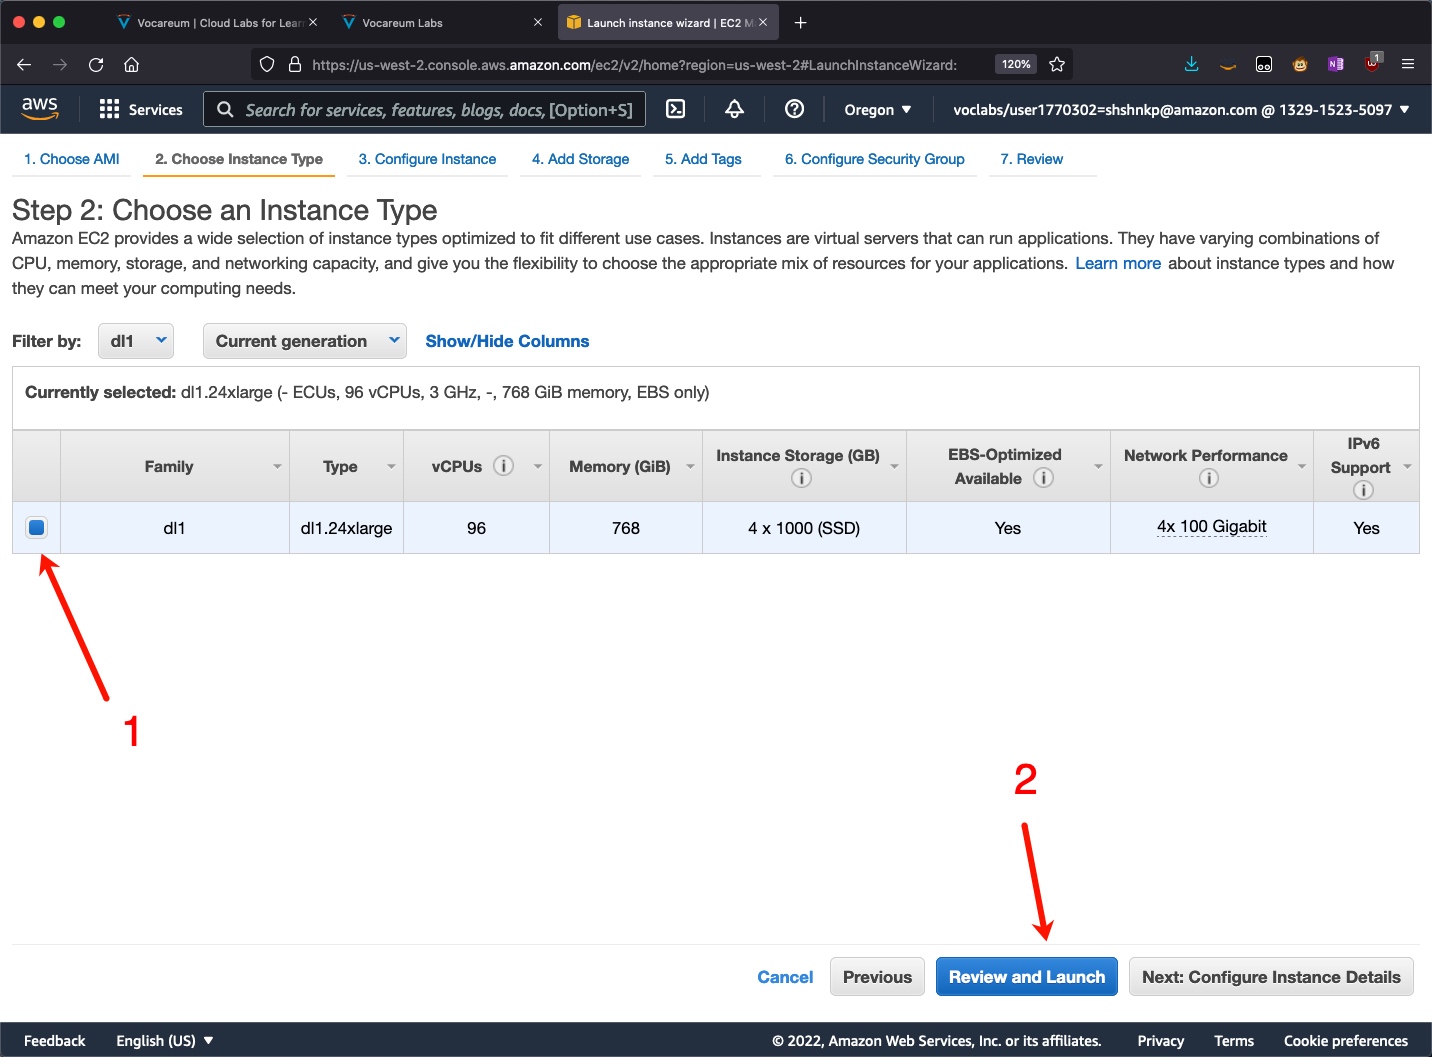 Vocareum | Cloud Labs for Lear
Vocareum Labs
Launch instance wizard | EC2 M
https://us-west-2.console.aws.amazon.com/ec2/v2/home?region=us-west-2#LaunchInstanceWizard:
120%
1
aws
Services
Search for services, features, blogs, docs, [Option+S]
Oregon
voclabs/user1770302=shshnkp@amazon.com @ 1329-1523-5097
1. Choose AMI
2. Choose Instance Type
3. Configure Instance
4. Add Storage
5. Add Tags
6. Configure Security Group
7. Review
Step 2: Choose an Instance Type
Amazon EC2 provides a wide selection of instance types optimized to fit different use cases. Instances are virtual servers that can run applications. They have varying combinations of
CPU, memory, storage, and networking capacity, and give you the flexibility to choose the appropriate mix of resources for your applications. Learn more about instance types and how
they can meet your computing needs.
Filter by:
dl1
Current generation
Show/Hide Columns
Currently selected: dl1.24xlarge (- ECUs, 96 vCPUs, 3 GHz, -, 768 GiB memory, EBS only)
Family
Type
vCPUs
Memory (GiB)
Instance Storage (GB)
EBS-Optimized
Available
Network Performance
IPv6
Support
dl1
dl1.24xlarge
96
768
4 x 1000 (SSD)
Yes
4x 100 Gigabit
Yes
1
2
Cancel
Previous
Review and Launch
Next: Configure Instance Details
Feedback
English (US)
© 2022, Amazon Web Services, Inc. or its affiliates.
Privacy
Terms
Cookie preferences